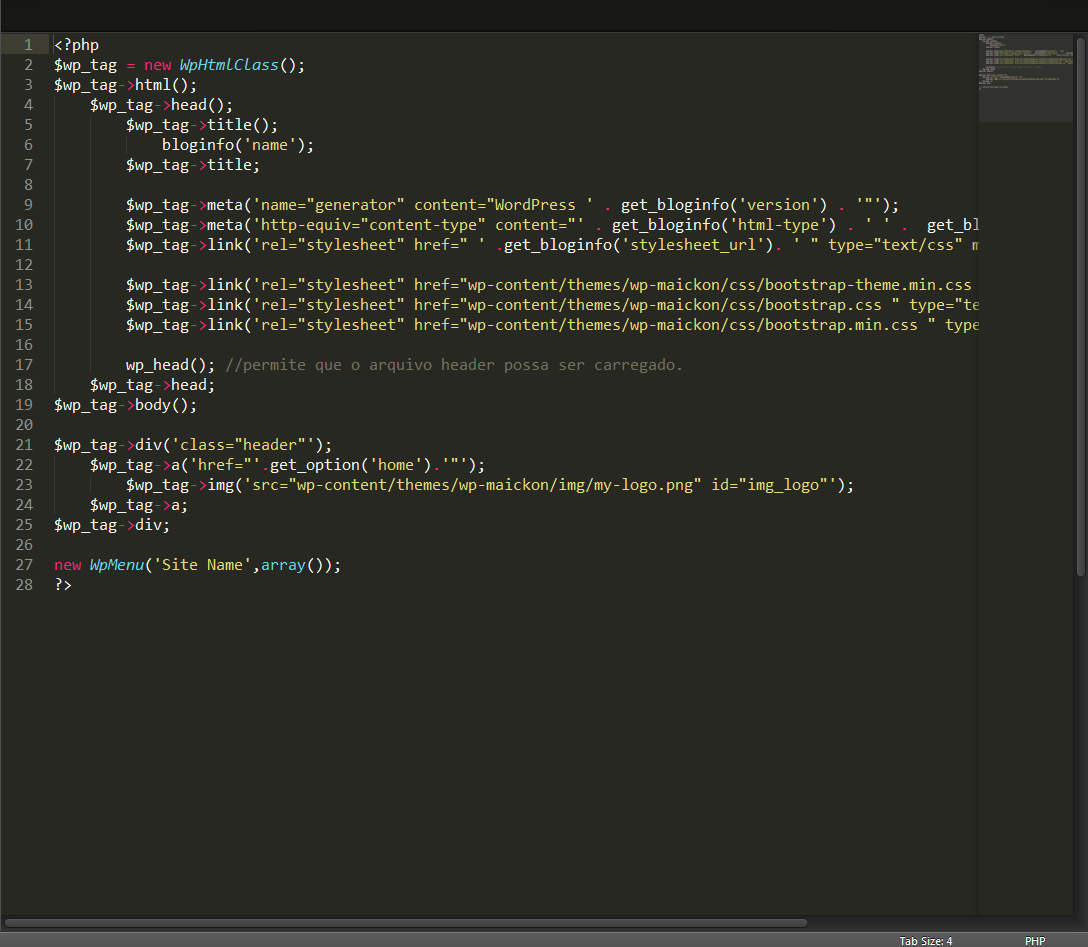 1 <?php
2 $wp_tag = new WpHtmlClass();
3 $wp_tag->html();
4     $wp_tag->head();
5         $wp_tag->title();
6             bloginfo('name');
7         $wp_tag->title;
8
9         $wp_tag->meta('name="generator" content="WordPress ' . get_bloginfo('version') . '"');
10         $wp_tag->meta('http-equiv="content-type" content="' . get_bloginfo('html-type') . ' ' .  get_bl
11         $wp_tag->link('rel="stylesheet" href=" ' .get_bloginfo('stylesheet_url'). ' " type="text/css" m
12
13         $wp_tag->link('rel="stylesheet" href="wp-content/themes/wp-maickon/css/bootstrap-theme.min.css
14         $wp_tag->link('rel="stylesheet" href="wp-content/themes/wp-maickon/css/bootstrap.css " type="te
15         $wp_tag->link('rel="stylesheet" href="wp-content/themes/wp-maickon/css/bootstrap.min.css " type
16
17         wp_head(); //permite que o arquivo header possa ser carregado.
18     $wp_tag->head;
19 $wp_tag->body();
20
21 $wp_tag->div('class="header"');
22     $wp_tag->a('href="'.get_option('home').'"');
23         $wp_tag->img('src="wp-content/themes/wp-maickon/img/my-logo.png" id="img_logo"');
24     $wp_tag->a;
25 $wp_tag->div;
26
27 new WpMenu('Site Name',array());
28 ?>
Tab Size: 4 PHP